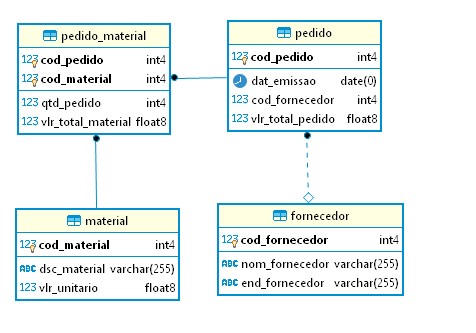 pedido_material
123 cod_pedido int4
123 cod_material int4
123 qtd_pedido int4
123 vlr_total_material float8
pedido
123 cod_pedido int4
dat_emissao date(0)
123 cod_fornecedor int4
123 vlr_total_pedido float8
material
123 cod_material int4
ABC dsc_material varchar(255)
123 vlr_unitario float8
fornecedor
123 cod_fornecedor int4
ABC nom_fornecedor varchar(255)
ABC end_fornecedor varchar(255)